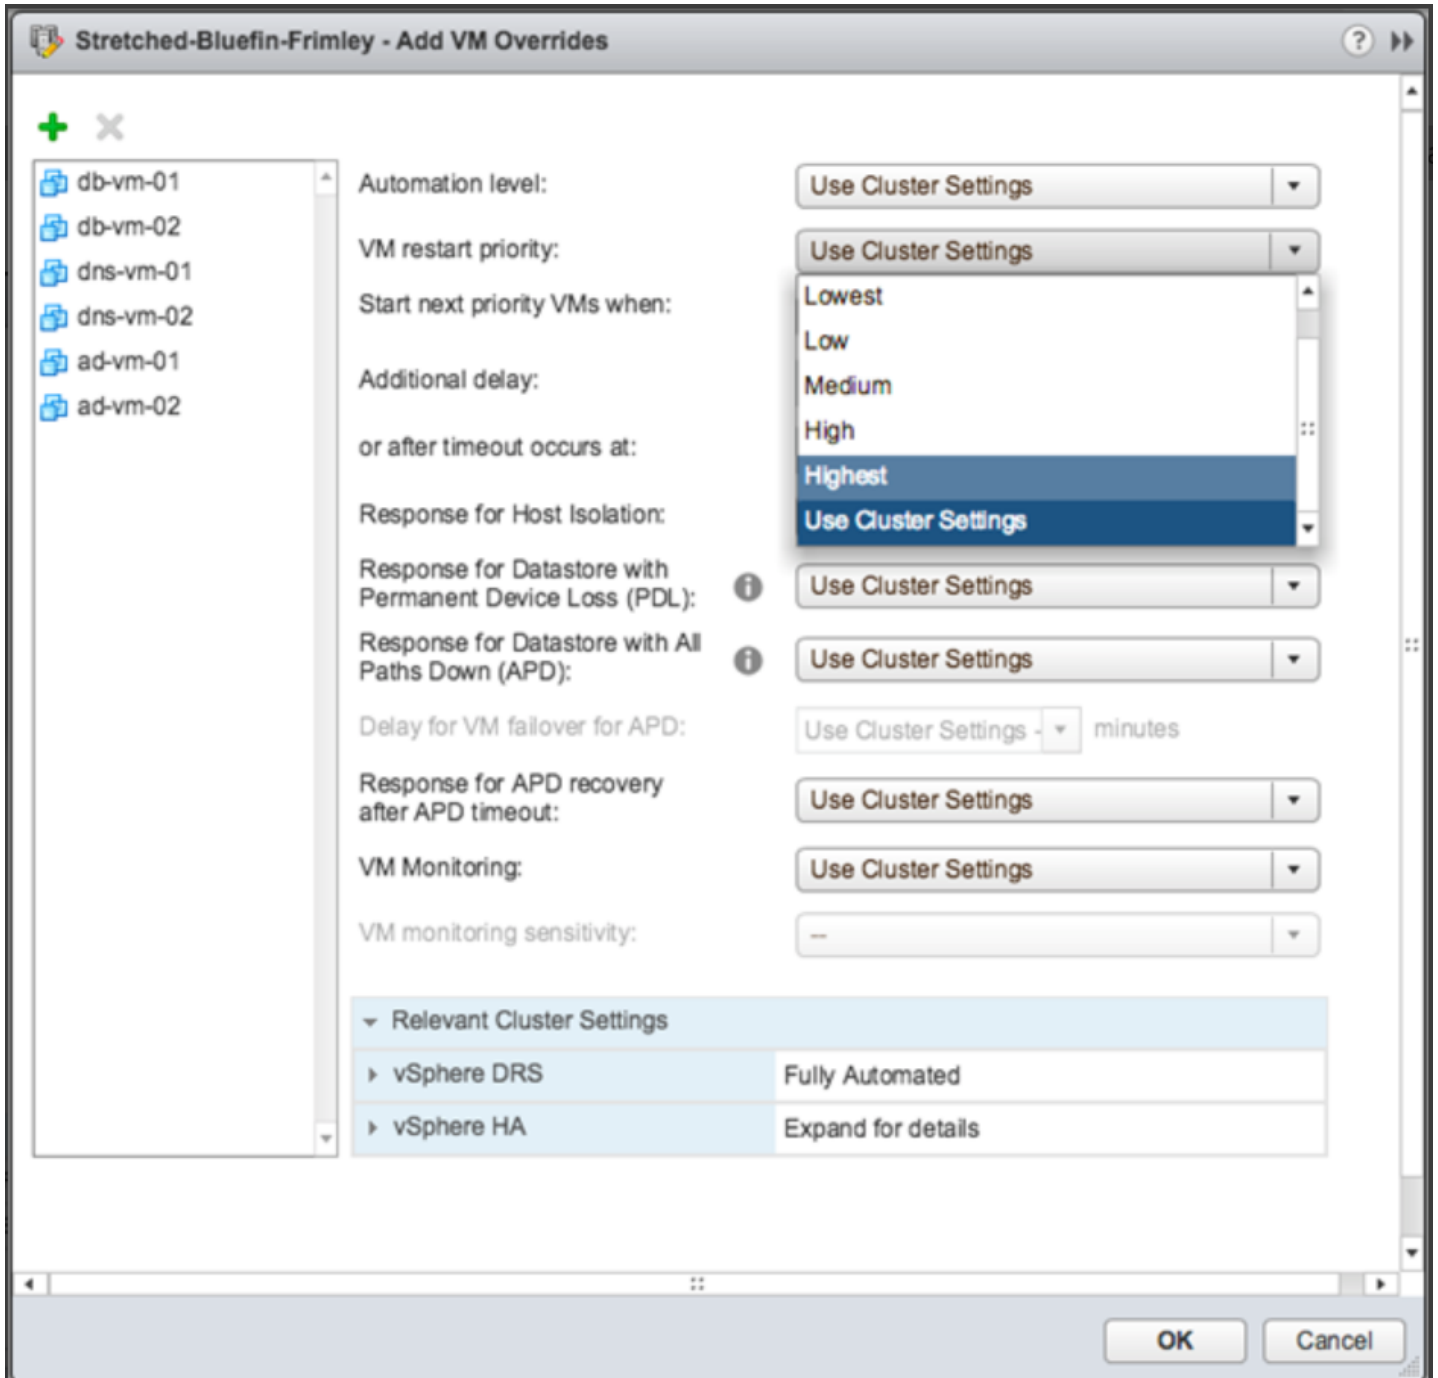 Stretched-Bluefin-Frimley - Add VM Overrides
db-vm-01
db-vm-02
dns-vm-01
dns-vm-02
ad-vm-01
ad-vm-02
Automation level:
Use Cluster Settings
VM restart priority:
Use Cluster Settings
Lowest
Low
Medium
High
Highest
Use Cluster Settings
Start next priority VMs when:
Additional delay:
or after timeout occurs at:
Response for Host Isolation:
Response for Datastore with
Permanent Device Loss (PDL):
Use Cluster Settings
Response for Datastore with All
Paths Down (APD):
Use Cluster Settings
Delay for VM failover for APD:
Use Cluster Settings - minutes
Response for APD recovery
after APD timeout:
Use Cluster Settings
VM Monitoring:
Use Cluster Settings
VM monitoring sensitivity:
--
Relevant Cluster Settings
vSphere DRS
Fully Automated
vSphere HA
Expand for details
OK
Cancel